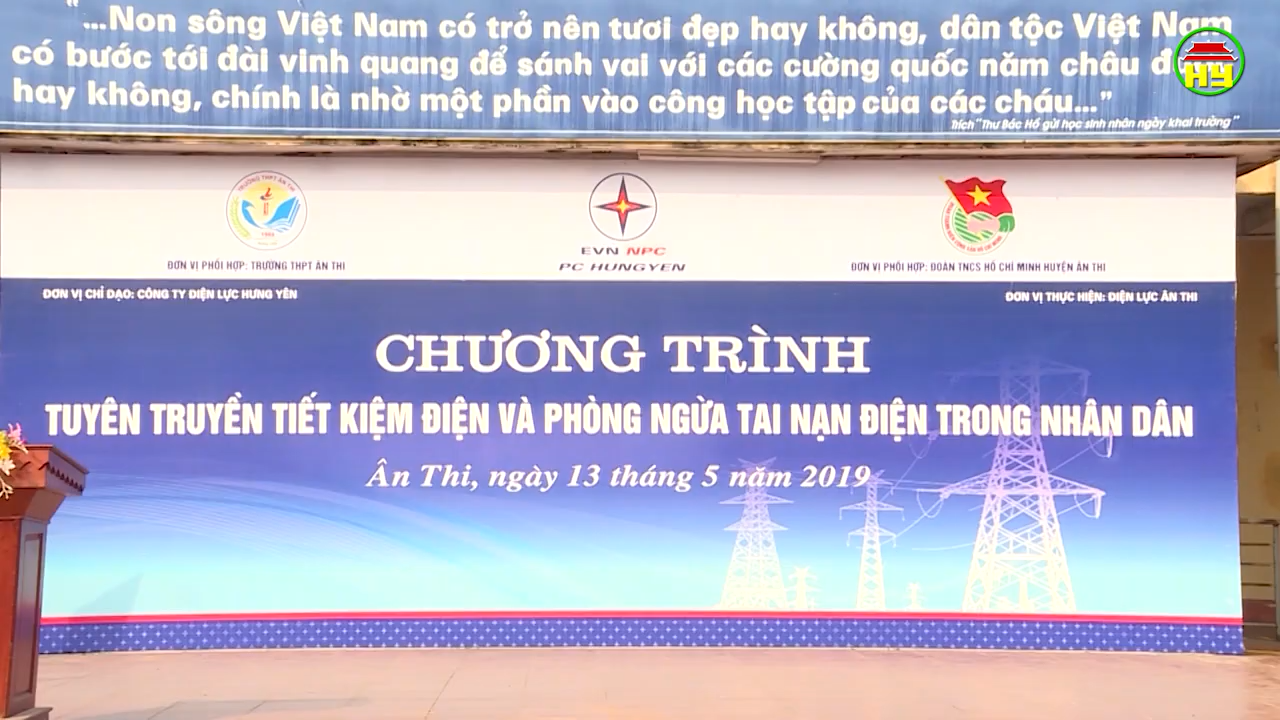 "...Non sông Việt Nam có trở nên tươi đẹp hay không, dân tộc Việt Nam
có bước tới đài vinh quang để sánh vai với các cường quốc năm châu
hay không, chính là nhờ một phần vào công học tập của các cháu..."
Trích "Thư Bác Hồ gửi học sinh nhân ngày khai trường"
HY
TRƯỜNG THPT ÂN THI
EVN NPC
PC HUNGYEN
ĐƠN VỊ PHỐI HỢP: TRƯỜNG THPT ÂN THI
ĐƠN VỊ PHỐI HỢP: ĐOÀN TNCS HỒ CHÍ MINH HUYỆN ÂN THI
ĐƠN VỊ CHỈ ĐẠO: CÔNG TY ĐIỆN LỰC HƯNG YÊN
ĐƠN VỊ THỰC HIỆN: ĐIỆN LỰC ÂN THI
CHƯƠNG TRÌNH
TUYÊN TRUYỀN TIẾT KIỆM ĐIỆN VÀ PHÒNG NGỪA TAI NẠN ĐIỆN TRONG NHÂN DÂN
Ân Thi, ngày 13 tháng 5 năm 2019